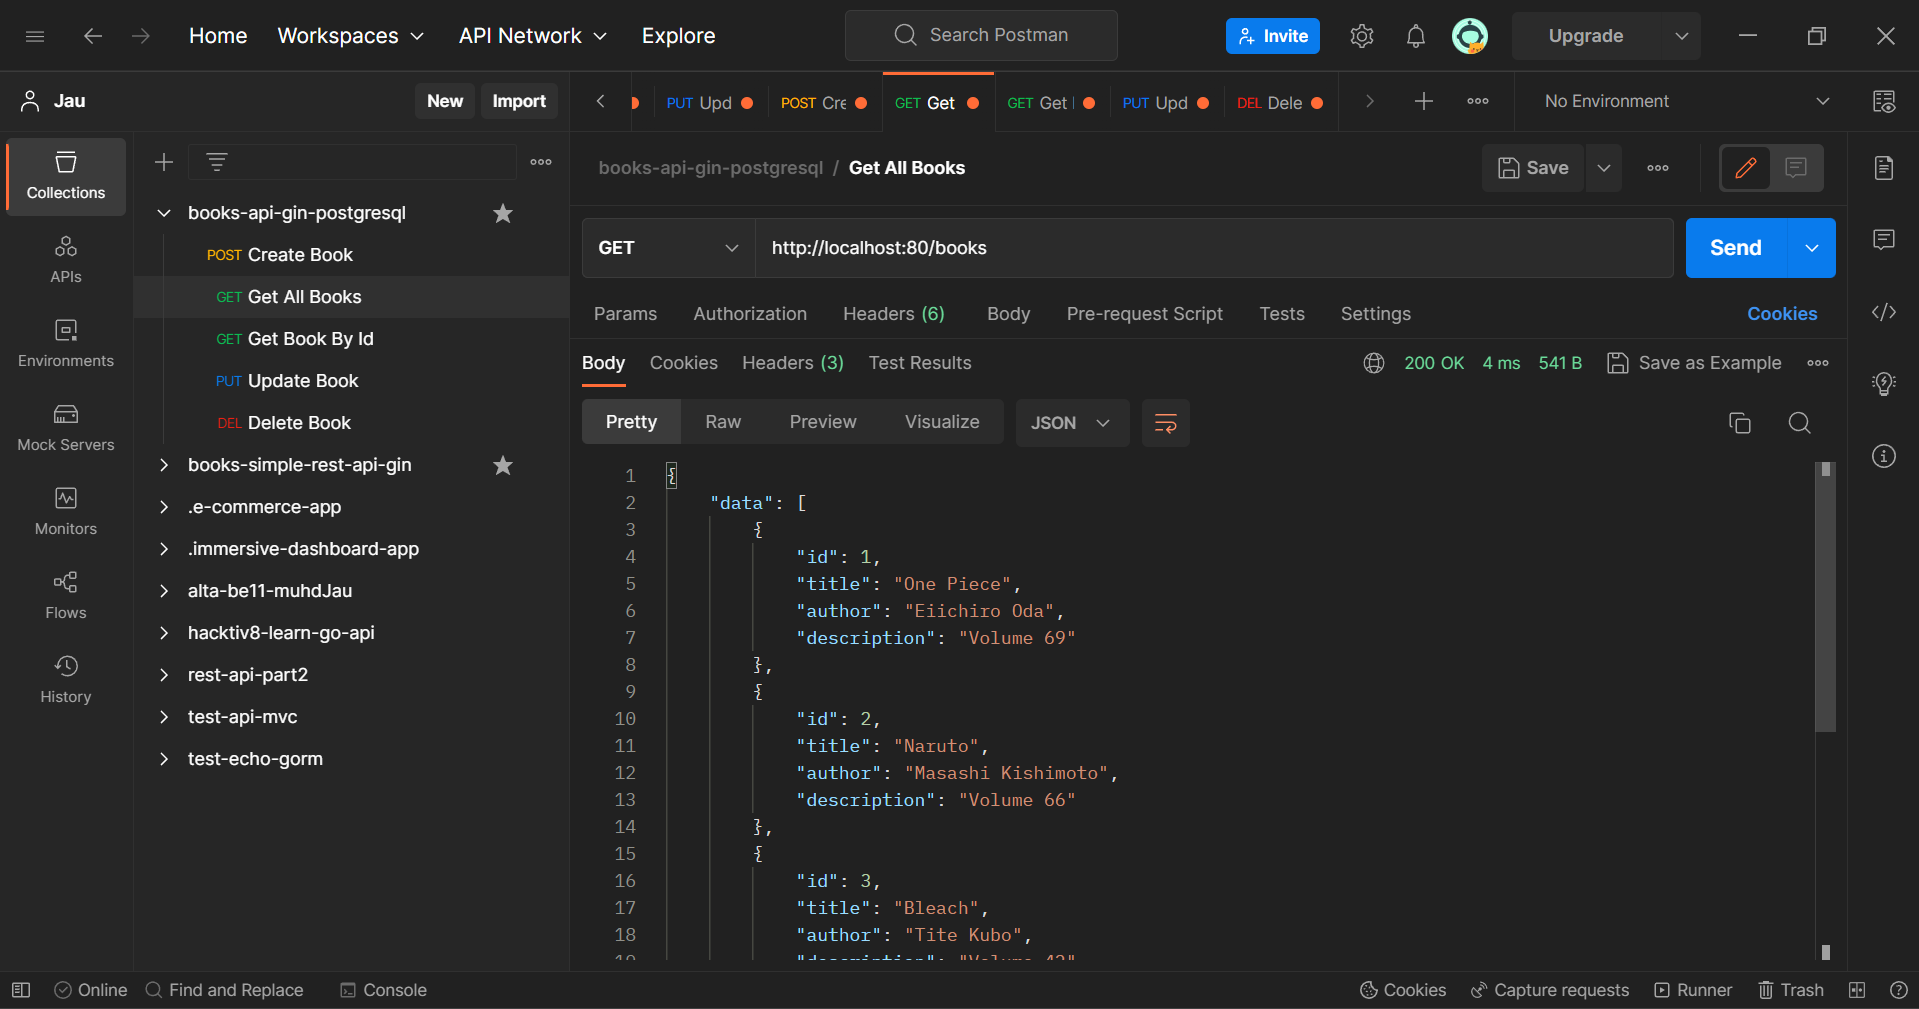 Home Workspaces API Network Explore Search Postman Invite Upgrade
Jau New Import
PUT Upd POST Cre GET Get GET Get PUT Upd DEL Dele No Environment
Collections
APIs
Environments
Mock Servers
Monitors
Flows
History
books-api-gin-postgresql
POST Create Book
GET Get All Books
GET Get Book By Id
PUT Update Book
DEL Delete Book
books-simple-rest-api-gin
.e-commerce-app
.immersive-dashboard-app
alta-be11-muhdJau
hacktiv8-learn-go-api
rest-api-part2
test-api-mvc
test-echo-gorm
books-api-gin-postgresql / Get All Books Save
GET http://localhost:80/books Send
Params Authorization Headers (6) Body Pre-request Script Tests Settings Cookies
Body Cookies Headers (3) Test Results 200 OK 4 ms 541 B Save as Example
Pretty Raw Preview Visualize JSON
1 {
2 "data": [
3 {
4 "id": 1,
5 "title": "One Piece",
6 "author": "Eiichiro Oda",
7 "description": "Volume 69"
8 },
9 {
10 "id": 2,
11 "title": "Naruto",
12 "author": "Masashi Kishimoto",
13 "description": "Volume 66"
14 },
15 {
16 "id": 3,
17 "title": "Bleach",
18 "author": "Tite Kubo",
19 "description": "Volume 42"
Online Find and Replace Console Cookies Capture requests Runner Trash